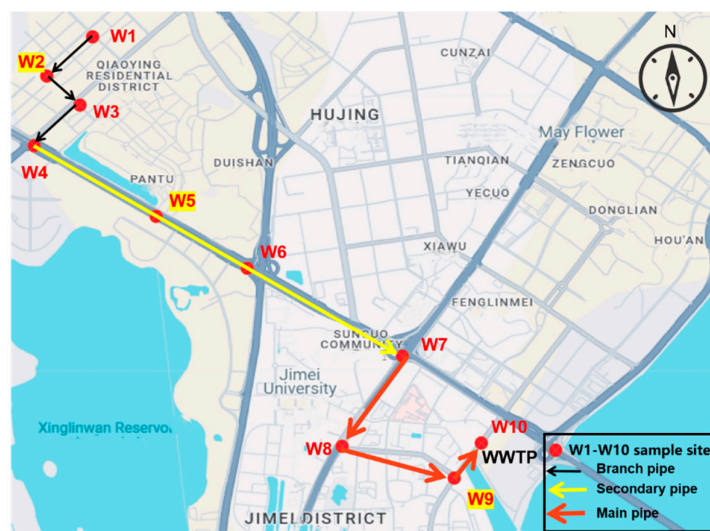 W1
N
W2
QIAOYING
RESIDENTIAL
DISTRICT
CUNZAI
W3
HUJING
May Flower
W4
DUISHAN
TIANQIAN
ZENGCUO
PANTU
YECUO
W5
DONGLIAN
XIAWU
HOU'AN
W6
FENGLINMEI
SUNCUO
COMMUNITY
W7
Jimei
University
Xinglinwan Reservoir
W8
W10
WWTP
W9
JIMEI DISTRICT
W1-W10 sample site
Branch pipe
Secondary pipe
Main pipe